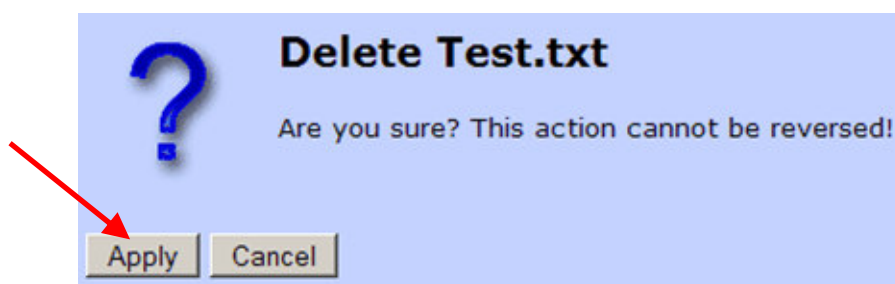 Delete Test.txt
Are you sure? This action cannot be reversed!
Apply Cancel